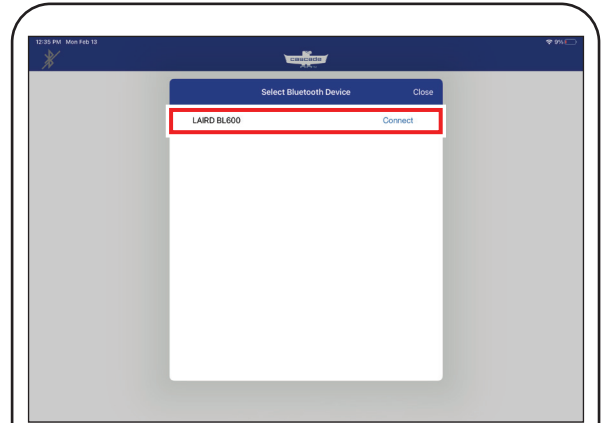 12:35 PM Mon Feb 13
9%
cascade
Select Bluetooth Device Close
LAIRD BL600 Connect